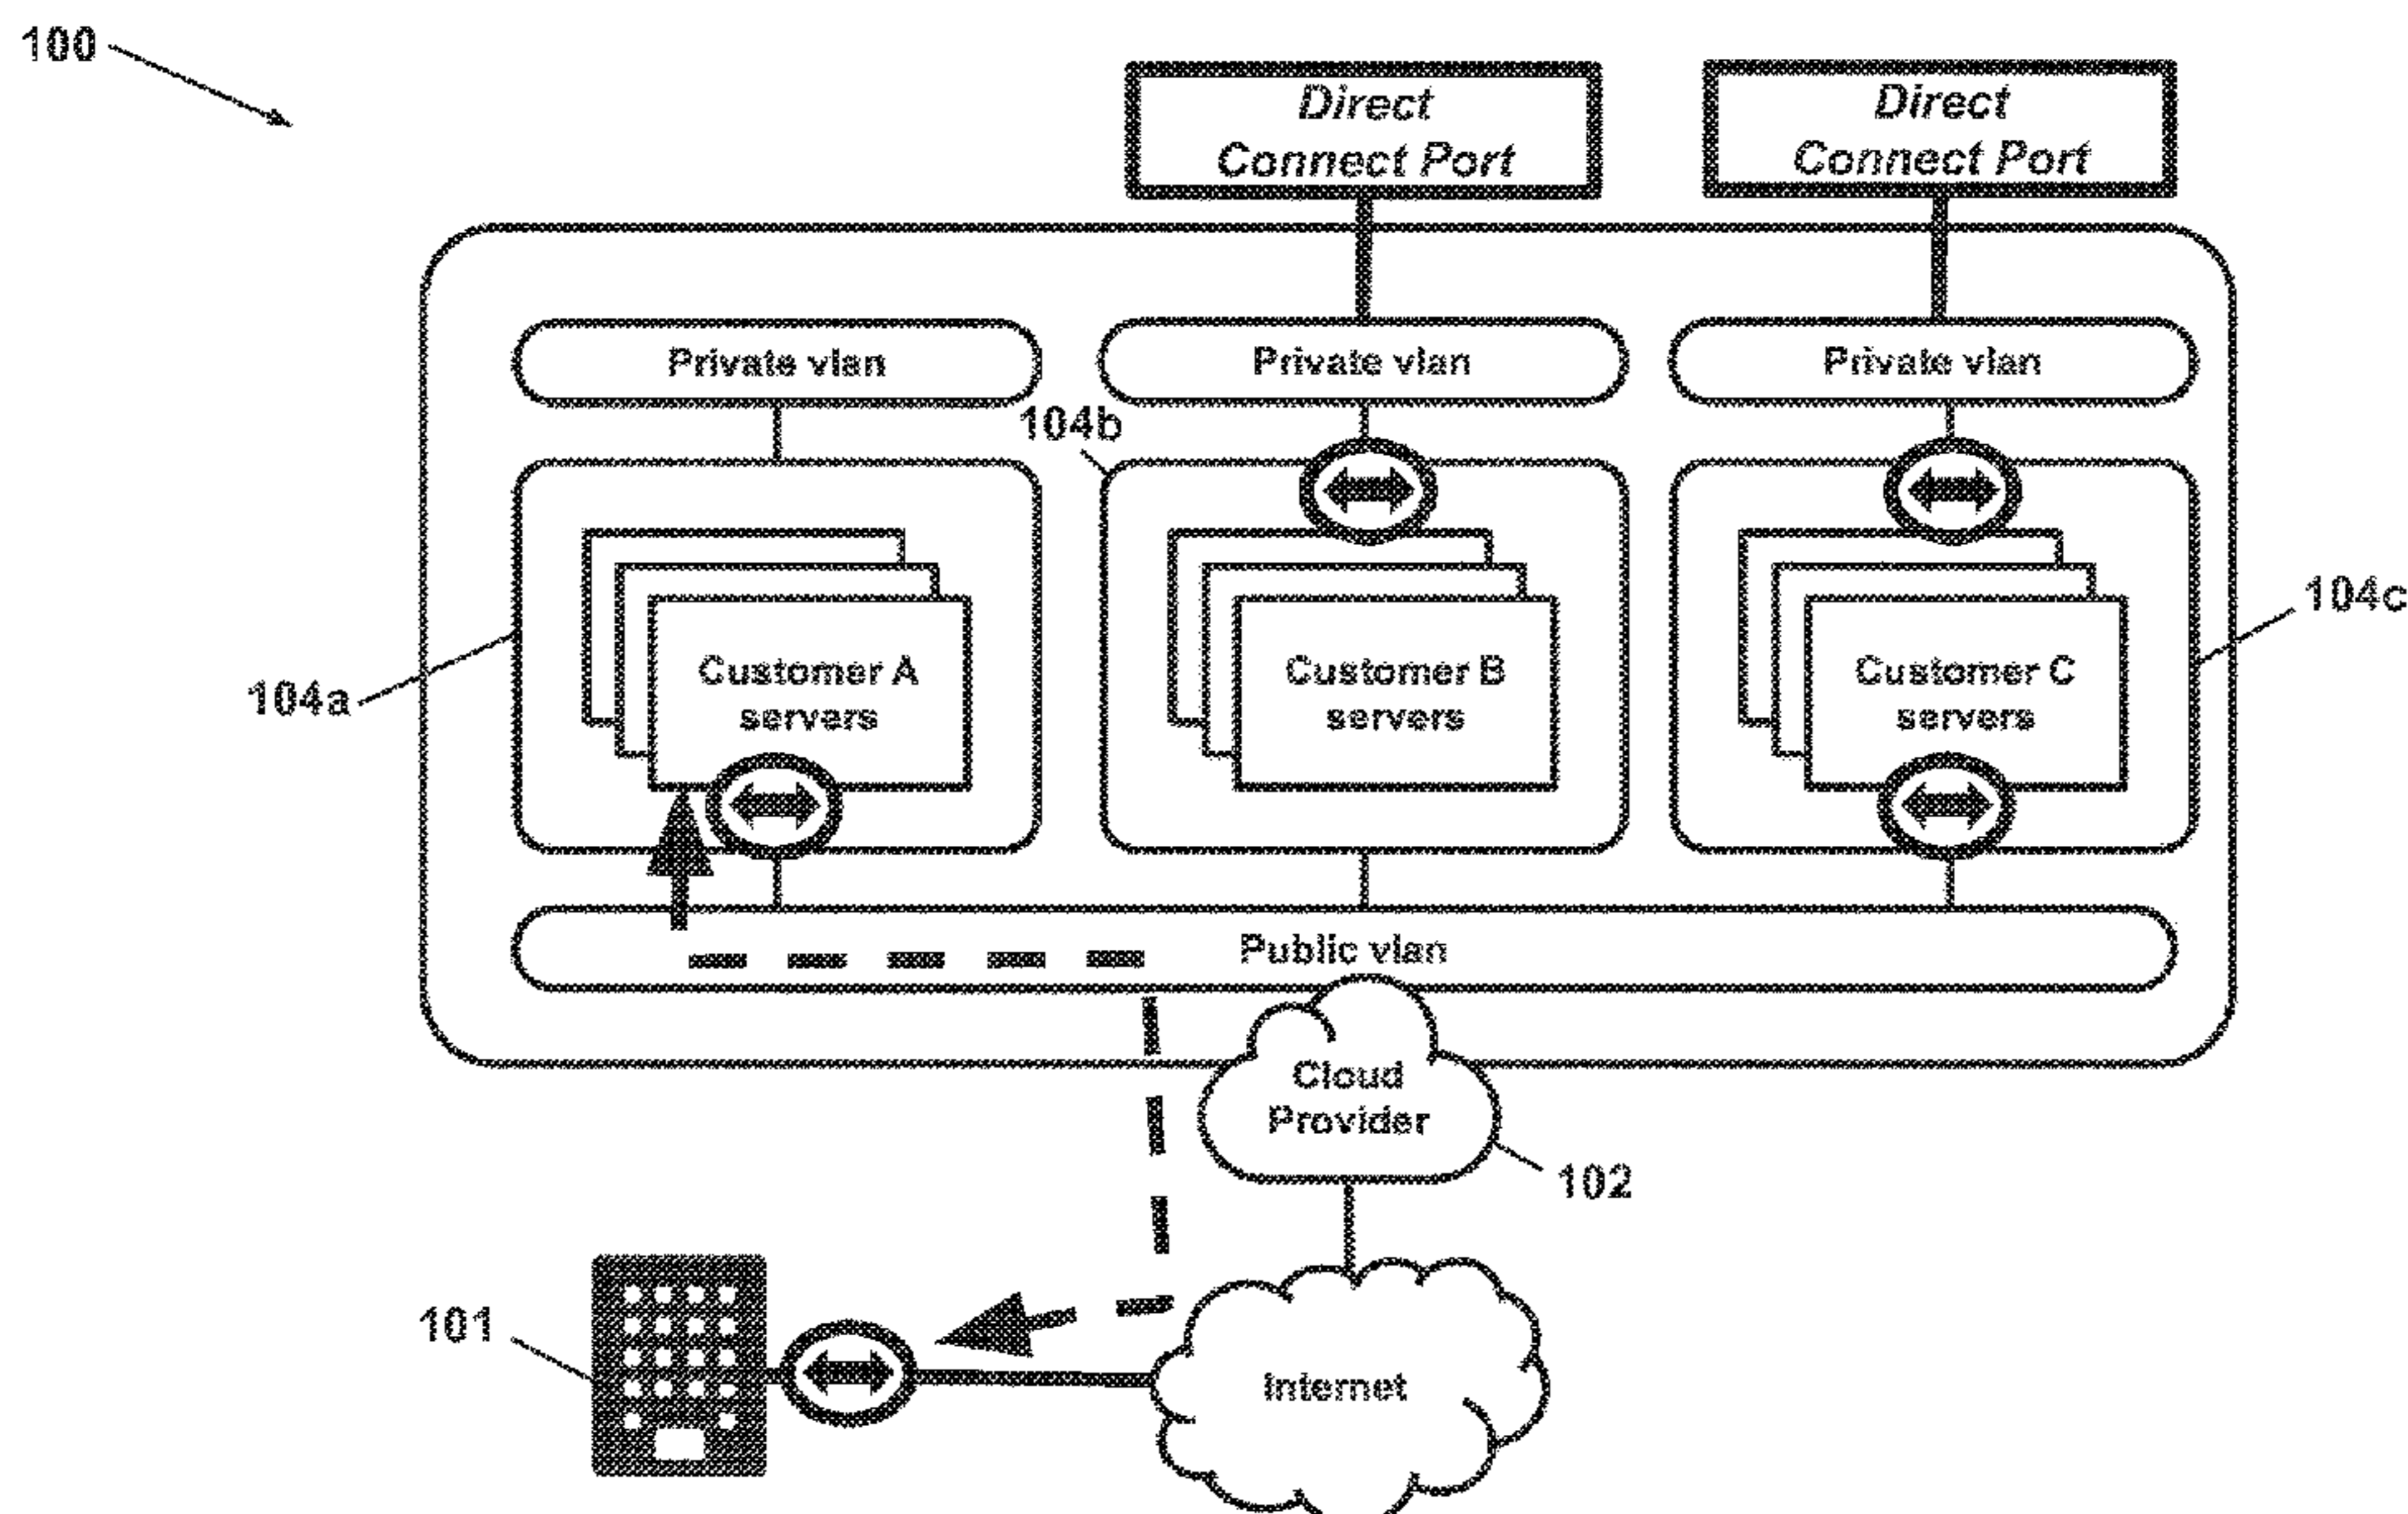 100
Direct
Connect Port
Direct
Connect Port
Private vlan
Private vlan
Private vlan
104b
104c
Customer A
servers
Customer B
servers
Customer C
servers
104a
Public vlan
Cloud
Provider
102
101
Internet